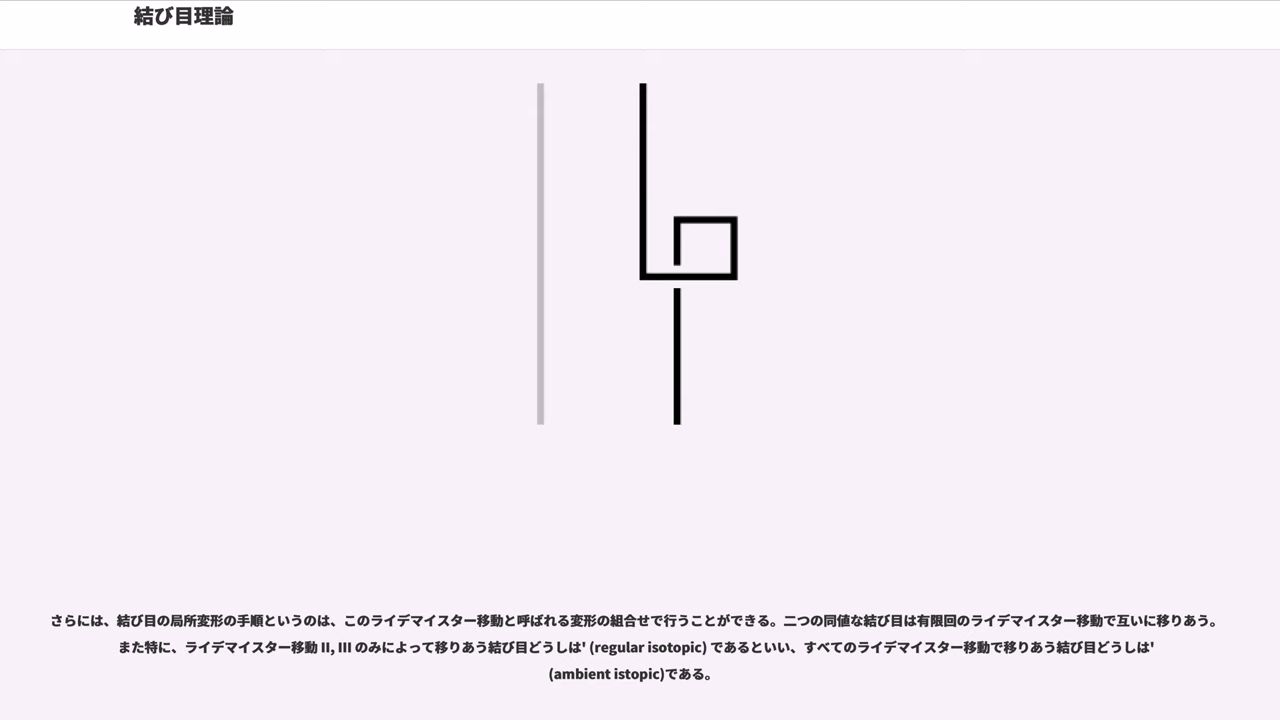 結び目理論
さらには、結び目の局所変形の手順というのは、このライデマイスター移動と呼ばれる変形の組合せで行うことができる。二つの同値な結び目は有限回のライデマイスター移動で互いに移りあう。
また特に、ライデマイスター移動 II, III のみによって移りあう結び目どうしは' (regular isotopic) であるといい、すべてのライデマイスター移動で移りあう結び目どうしは'
(ambient istopic)である。